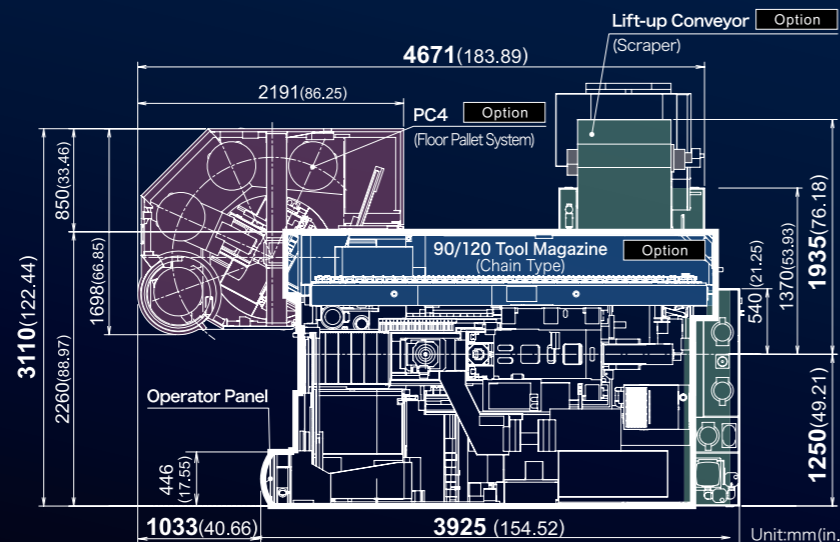 Lift-up Conveyor Option
(Scraper)
4671(183.89)
2191(86.25)
PC4 Option
(Floor Pallet System)
850(33.46)
1698(66.85)
3110(122.44)
2260(88.97)
90/120 Tool Magazine Option
(Chain Type)
540 (21.25)
1370(53.93)
1935(76.18)
Operator Panel
446
(17.55)
1250(49.21)
1033(40.66)
3925 (154.52)
Unit:mm(in